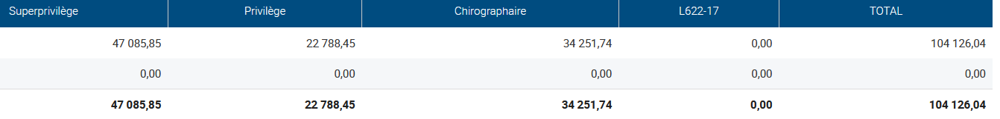 Superprivilège Privilège Chirographaire L622-17 TOTAL
47 085,85 22 788,45 34 251,74 0,00 104 126,04
0,00 0,00 0,00 0,00 0,00
47 085,85 22 788,45 34 251,74 0,00 104 126,04